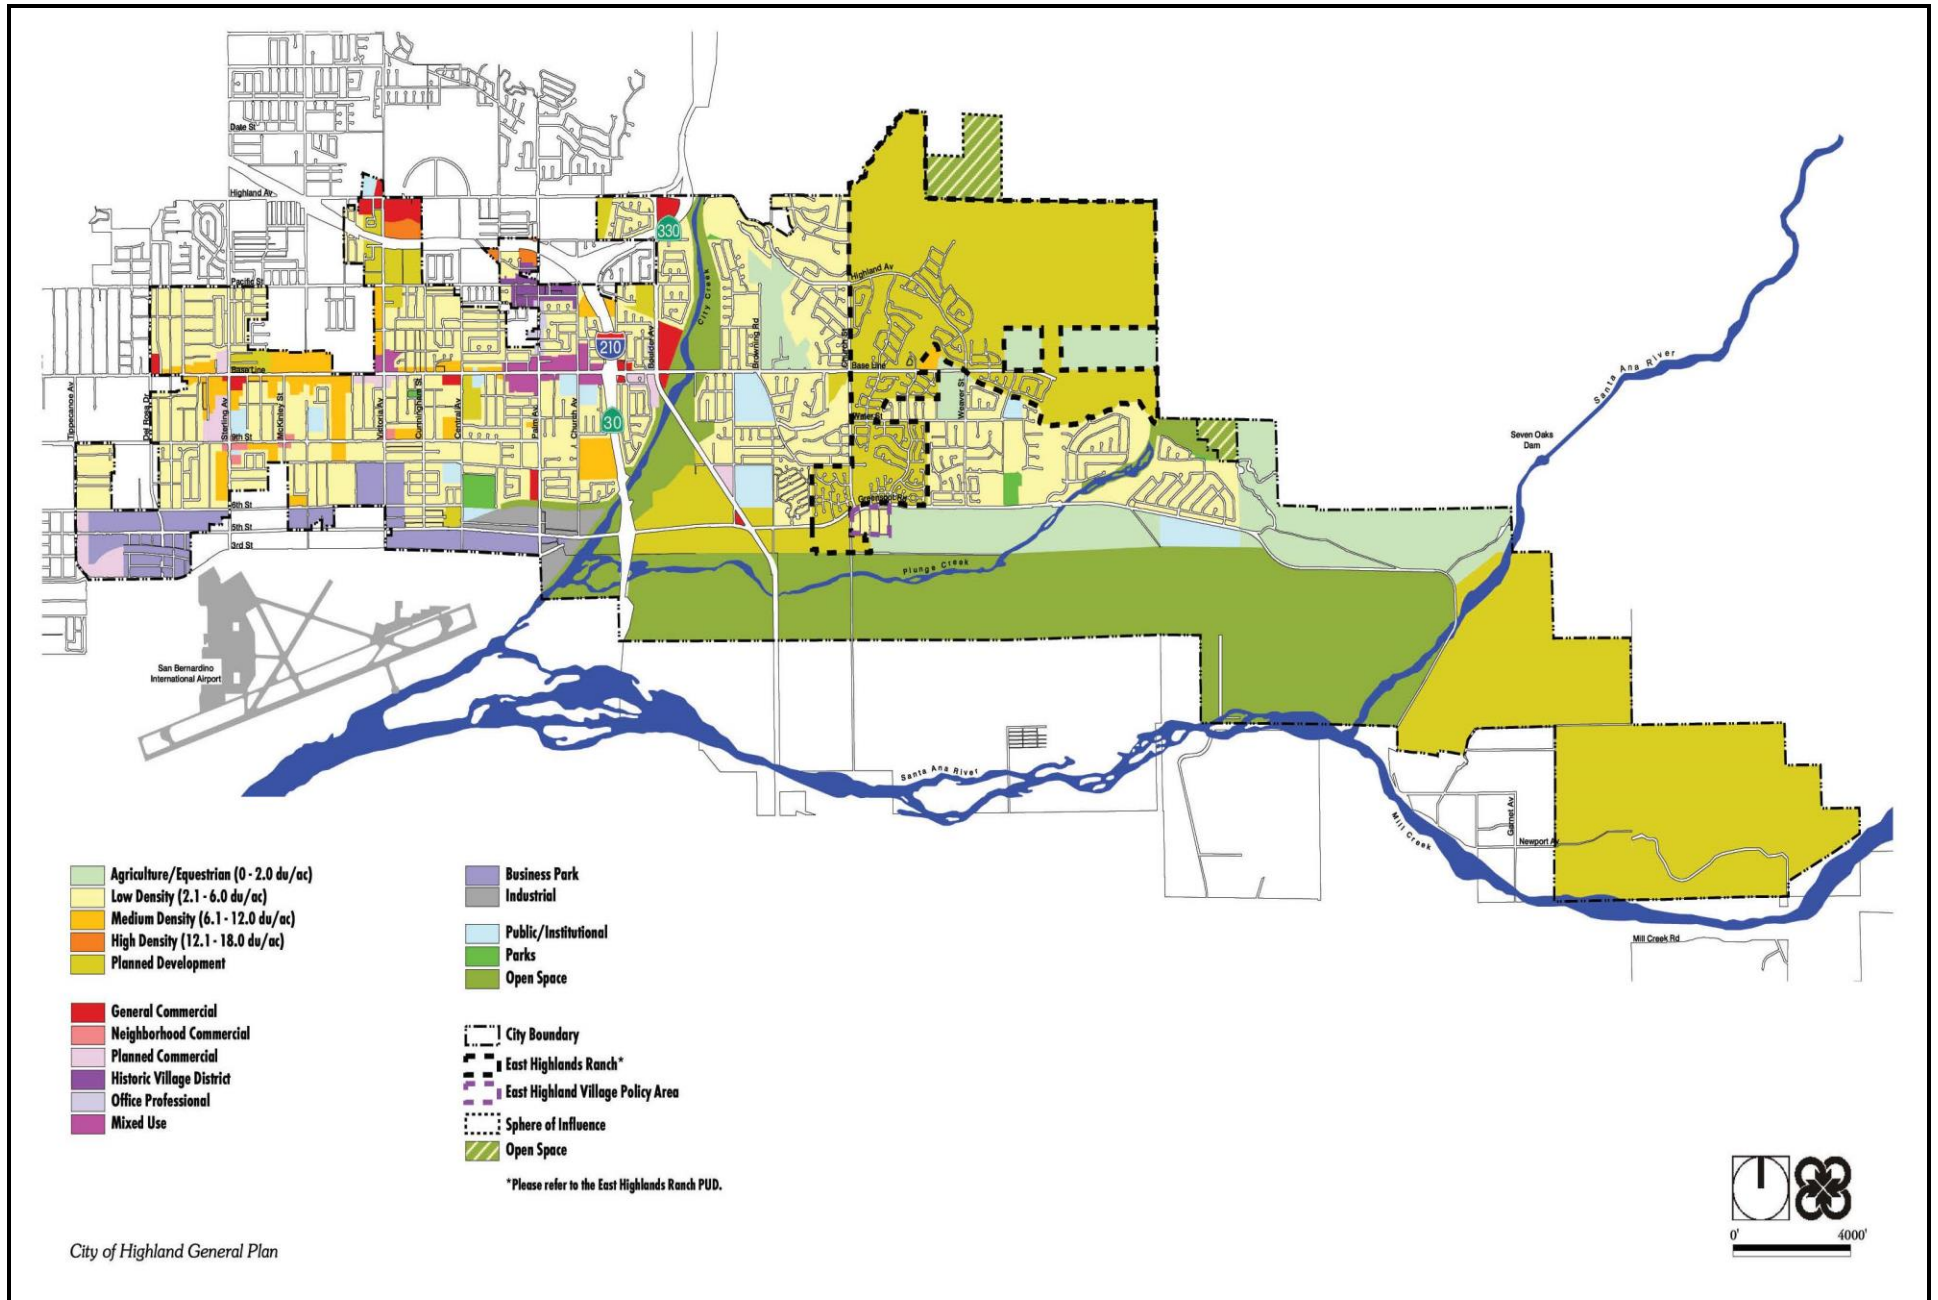 Date St
Highland Av
330
Pacific St
City Creek
Highland Av
Boulder Av
Browning Rd
Church St
210
Base Line
Base Line
Tippecanoe Av
Del Rosa Dr
Sterling Av
McKinley St
Victoria Av
Cunningham St
Central Av
Palm Av
Church Av
30
Water St
Weaver St
9th St
Santa Ana River
Seven Oaks
Dam
Greenspot Rd
6th St
5th St
3rd St
Plunge Creek
San Bernardino
International Airport
Santa Ana River
Mill Creek
Garnet Av
Newport Av
Mill Creek Rd
Agriculture/Equestrian (0 - 2.0 du/ac)
Low Density (2.1 - 6.0 du/ac)
Medium Density (6.1 - 12.0 du/ac)
High Density (12.1 - 18.0 du/ac)
Planned Development
General Commercial
Neighborhood Commercial
Planned Commercial
Historic Village District
Office Professional
Mixed Use
Business Park
Industrial
Public/Institutional
Parks
Open Space
City Boundary
East Highlands Ranch*
East Highland Village Policy Area
Sphere of Influence
Open Space
*Please refer to the East Highlands Ranch PUD.
0' 4000'
City of Highland General Plan